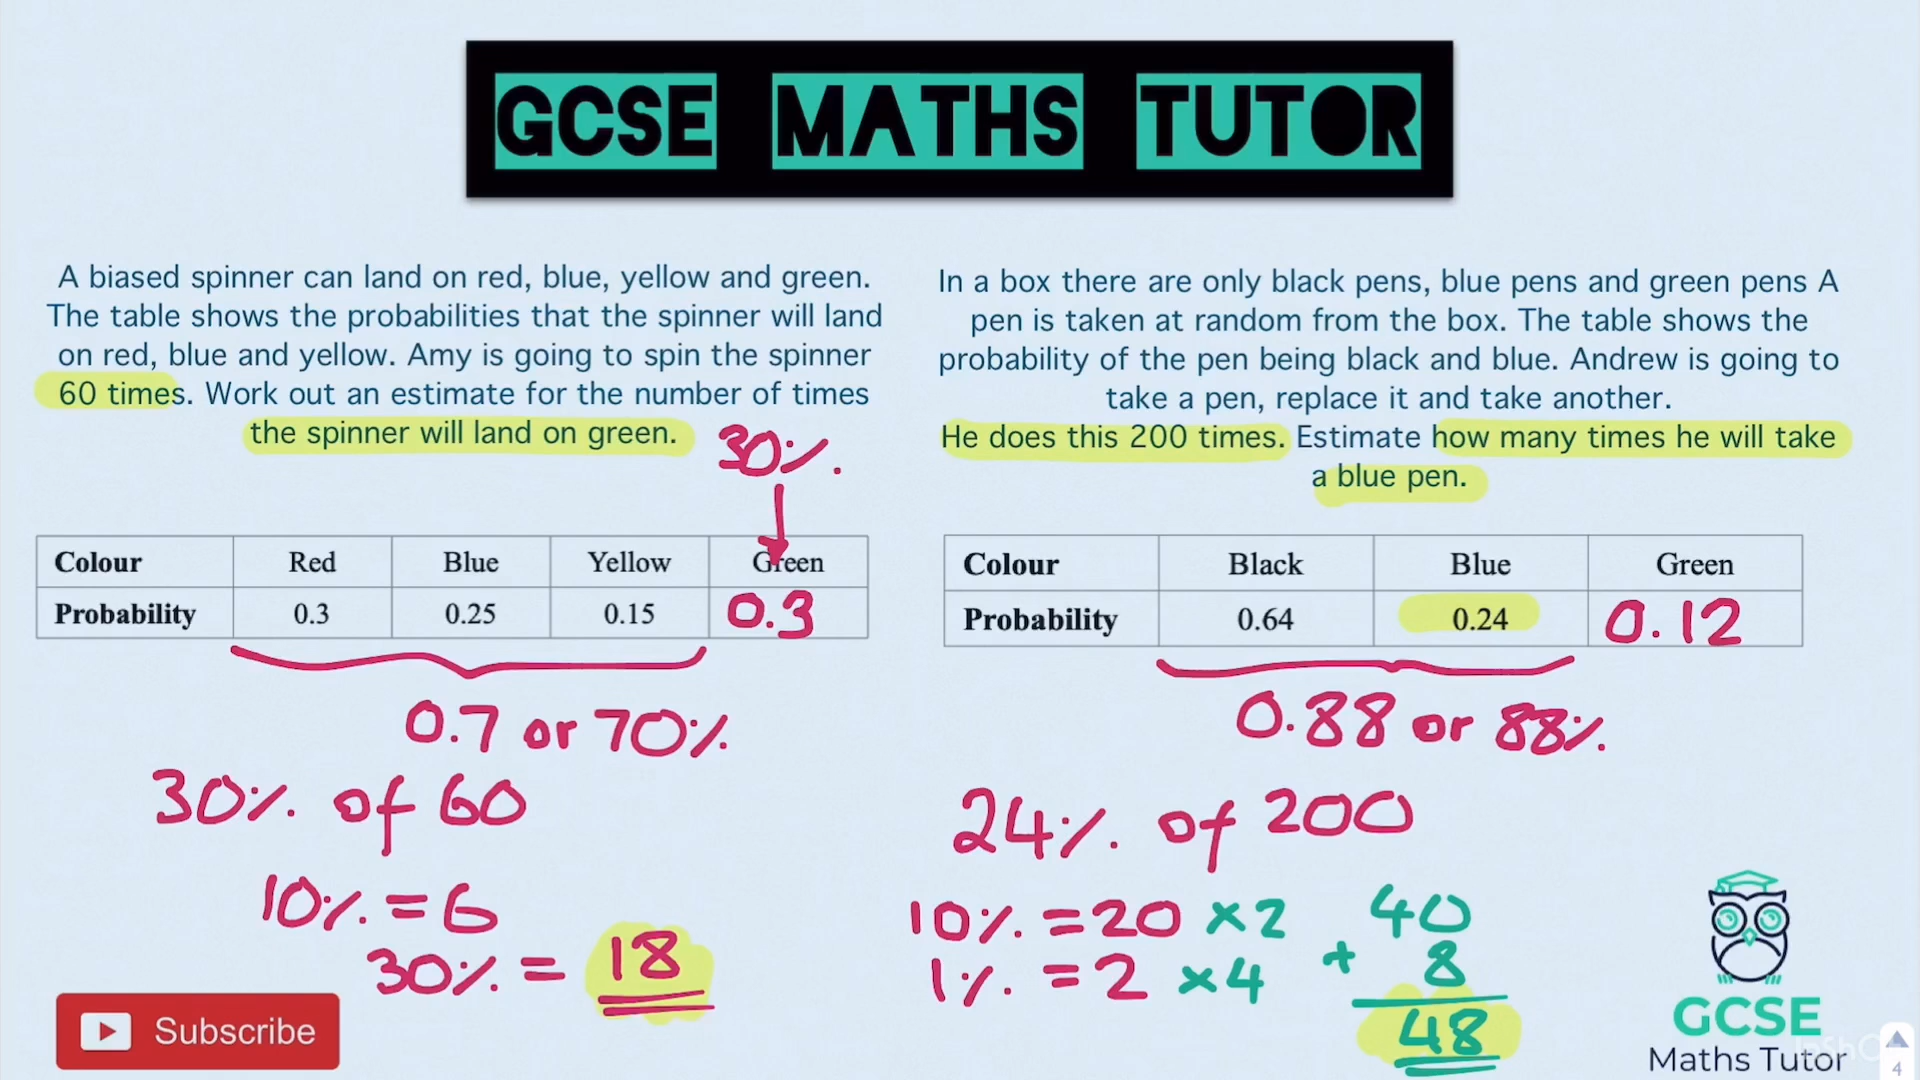 GCSE MATHS TUTOR
A biased spinner can land on red, blue, yellow and green.
The table shows the probabilities that the spinner will land
on red, blue and yellow. Amy is going to spin the spinner
60 times. Work out an estimate for the number of times
the spinner will land on green.
30%
Colour Red Blue Yellow Green
Probability 0.3 0.25 0.15 0.3
0.7 or 70%
30% of 60
10% = 6
30% = 18
Subscribe
In a box there are only black pens, blue pens and green pens A
pen is taken at random from the box. The table shows the
probability of the pen being black and blue. Andrew is going to
take a pen, replace it and take another.
He does this 200 times. Estimate how many times he will take
a blue pen.
Colour Black Blue Green
Probability 0.64 0.24 0.12
0.88 or 88%
24% of 200
10% = 20 ×2
1% = 2 ×4
40
+ 8
48
GCSE
Maths Tutor
4